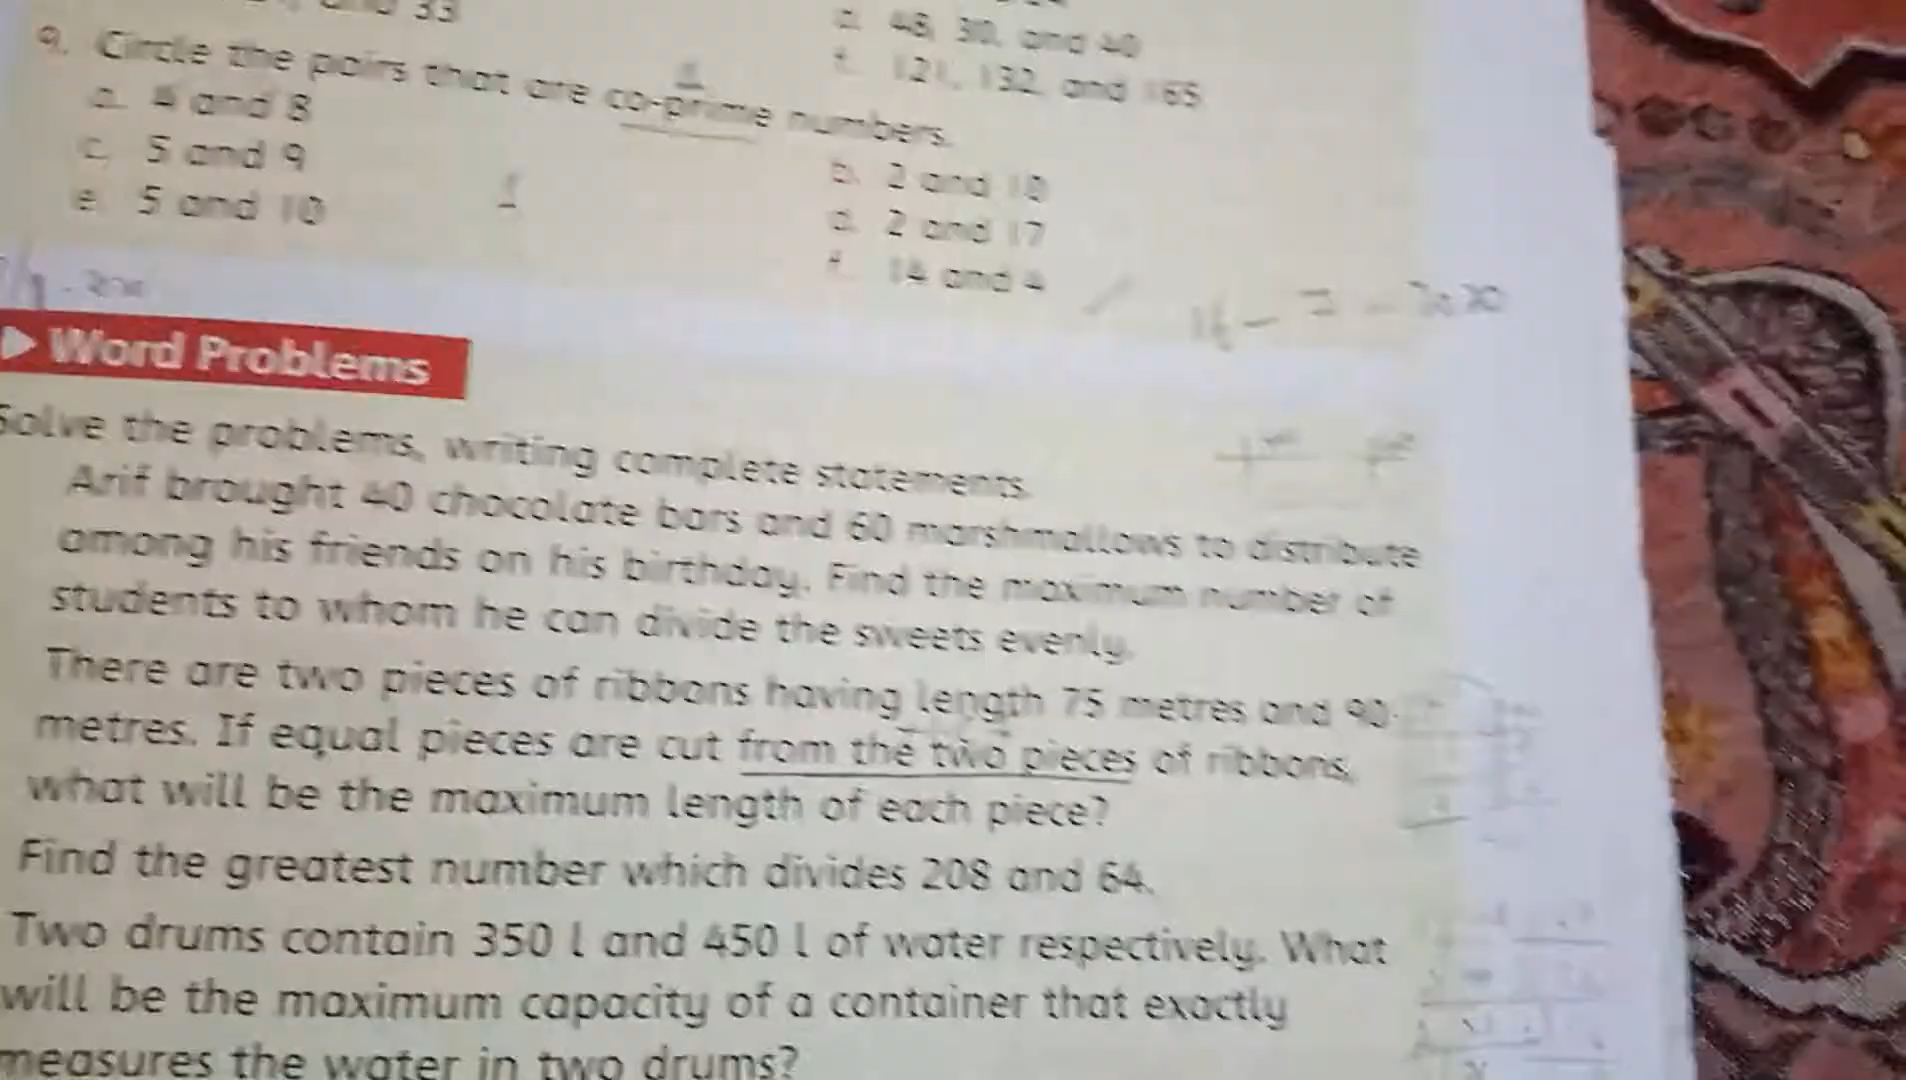 33
d. 48, 30, and 40
f. 121, 132, and 165
9. Circle the pairs that are co-prime numbers.
a. 4 and 8
b. 2 and 10
c. 5 and 9
d. 2 and 17
e. 5 and 10
f. 14 and 4
Word Problems
Solve the problems, writing complete statements.
Arif brought 40 chocolate bars and 60 marshmallows to distribute
among his friends on his birthday. Find the maximum number of
students to whom he can divide the sweets evenly.
There are two pieces of ribbons having length 75 metres and 90
metres. If equal pieces are cut from the two pieces of ribbons,
what will be the maximum length of each piece?
Find the greatest number which divides 208 and 64.
Two drums contain 350 l and 450 l of water respectively. What
will be the maximum capacity of a container that exactly
measures the water in two drums?